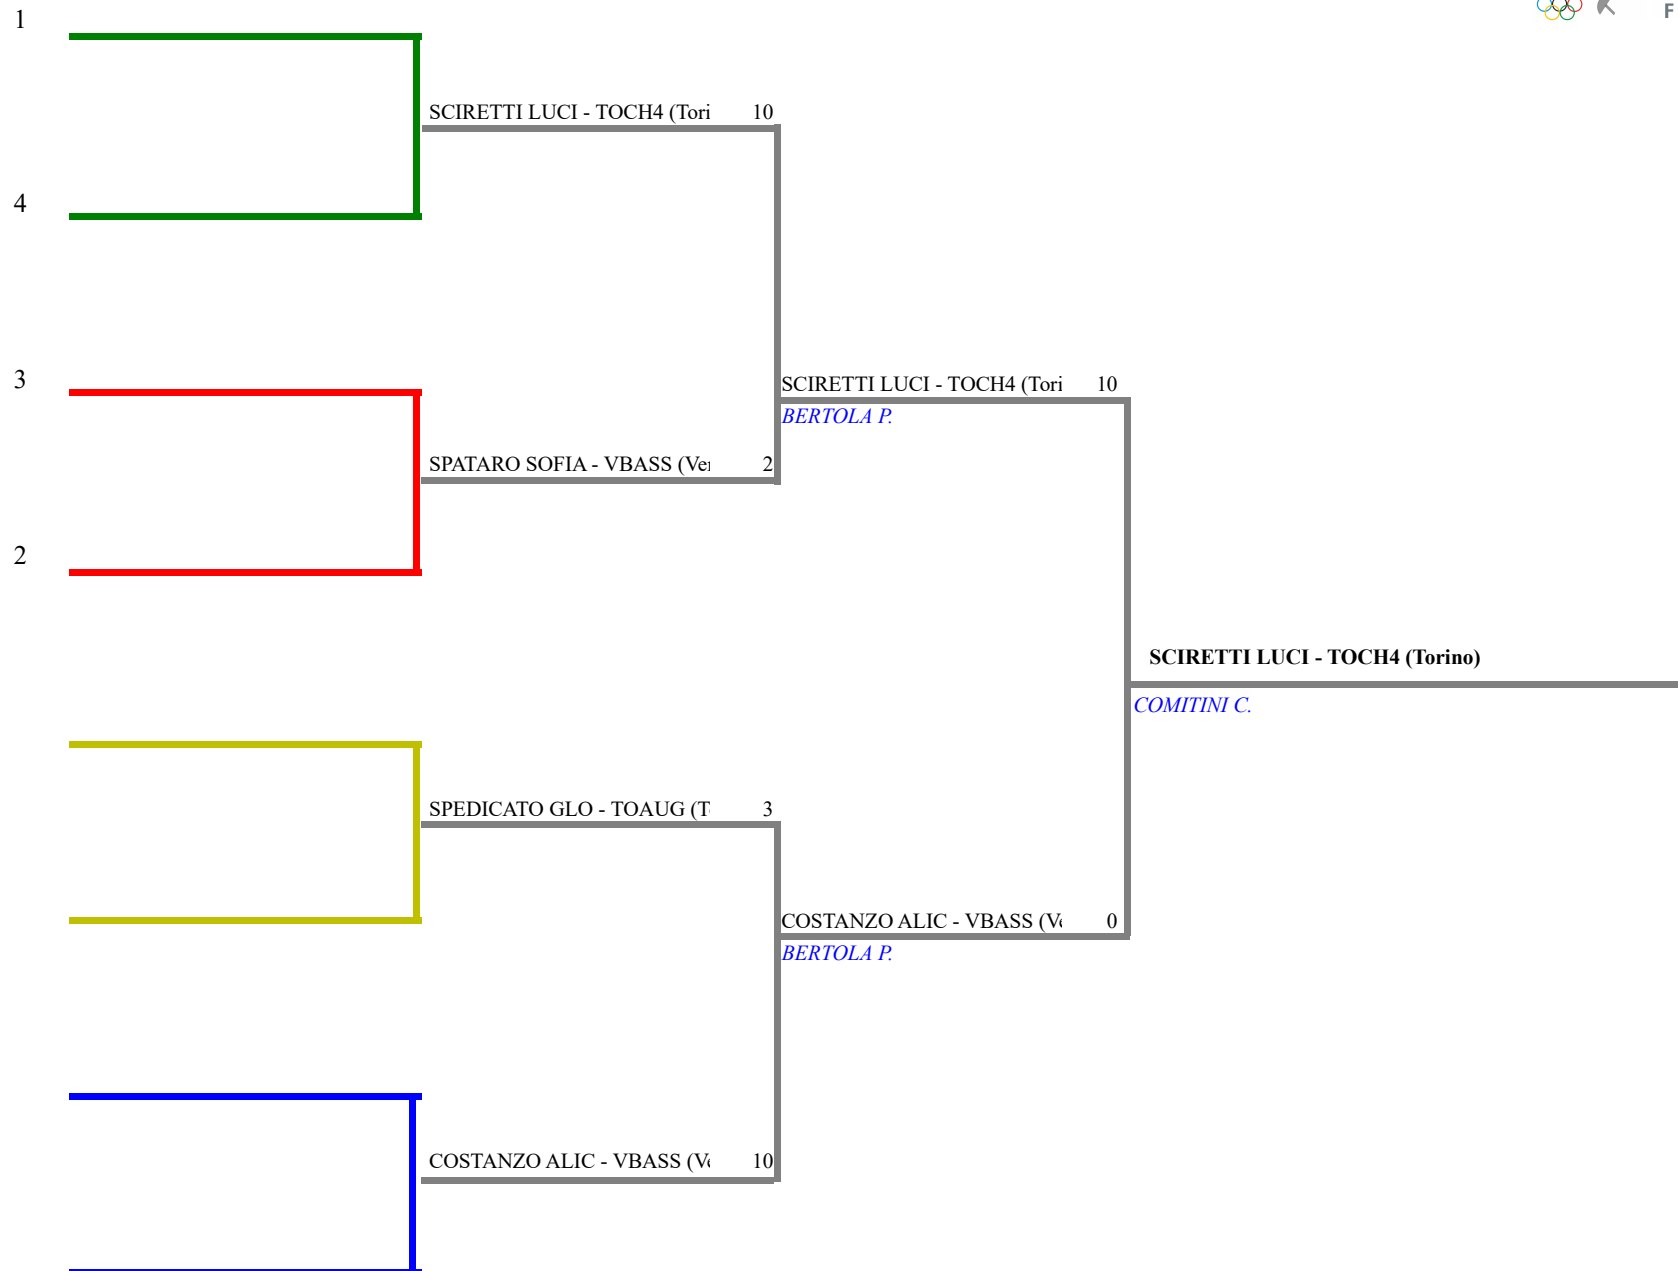 1
F
SCIRETTI LUCI - TOCH4 (Tori 10
4
3
SCIRETTI LUCI - TOCH4 (Tori 10
BERTOLA P.
SPATARO SOFIA - VBASS (Ver 2
2
SCIRETTI LUCI - TOCH4 (Torino)
COMITINI C.
SPEDICATO GLO - TOAUG (T 3
COSTANZO ALIC - VBASS (Ve 0
BERTOLA P.
COSTANZO ALIC - VBASS (Ve 10